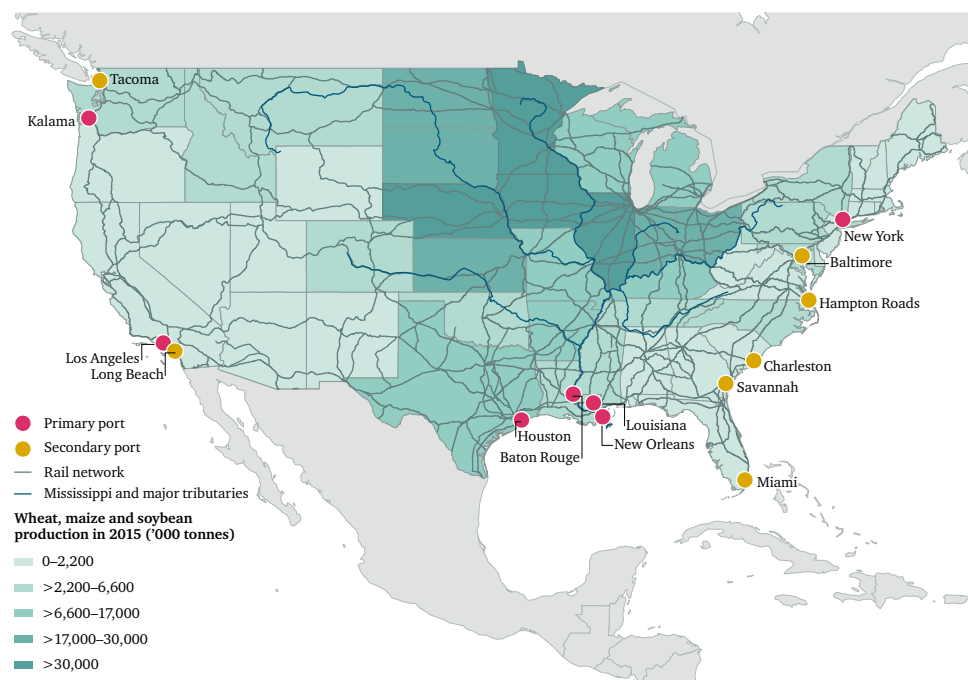 Tacoma
Kalama
New York
Baltimore
Hampton Roads
Los Angeles
Long Beach
Charleston
Savannah
Houston
Baton Rouge
Louisiana
New Orleans
Miami
Primary port
Secondary port
Rail network
Mississippi and major tributaries
Wheat, maize and soybean
production in 2015 ('000 tonnes)
0–2,200
>2,200–6,600
>6,600–17,000
>17,000–30,000
>30,000